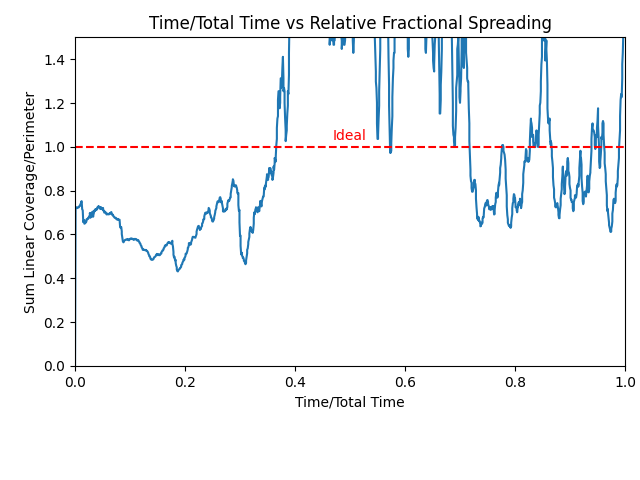 Time/Total Time vs Relative Fractional Spreading
Sum Linear Coverage/Perimeter
1.4
1.2
1.0
0.8
0.6
0.4
0.2
0.0
Ideal
0.0 0.2 0.4 0.6 0.8 1.0
Time/Total Time